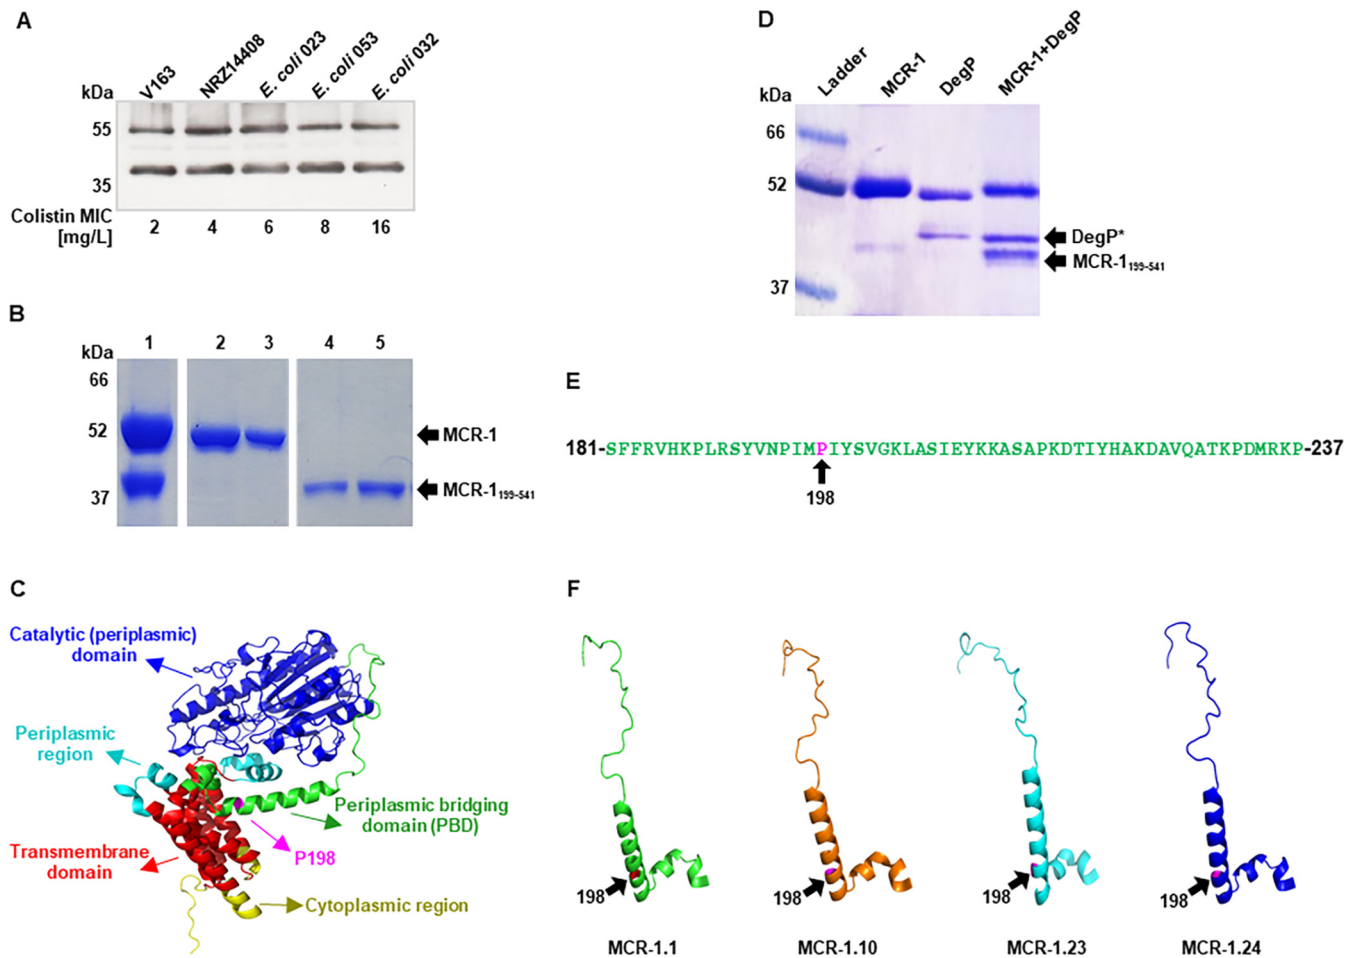 A
V163 NRZ14408 E. coli 023 E. coli 053 E. coli 032
kDa
55
35
Colistin MIC 2 4 6 8 16
[mg/L]
B
1 2 3 4 5
kDa
66
52
37
MCR-1
MCR-1199-541
C
Catalytic (periplasmic)
domain
Periplasmic
region
Transmembrane
domain
Periplasmic bridging
domain (PBD)
P198
Cytoplasmic region
D
Ladder MCR-1 DegP MCR-1+DegP
kDa
66
52
37
DegP*
MCR-1199-541
E
181-SFFRVHKPLRSYVNPIMPIYSVGKLASIEYKKASAPKDTIYHAKDAVQATKPDMRKP-237
198
F
198 198 198 198
MCR-1.1 MCR-1.10 MCR-1.23 MCR-1.24